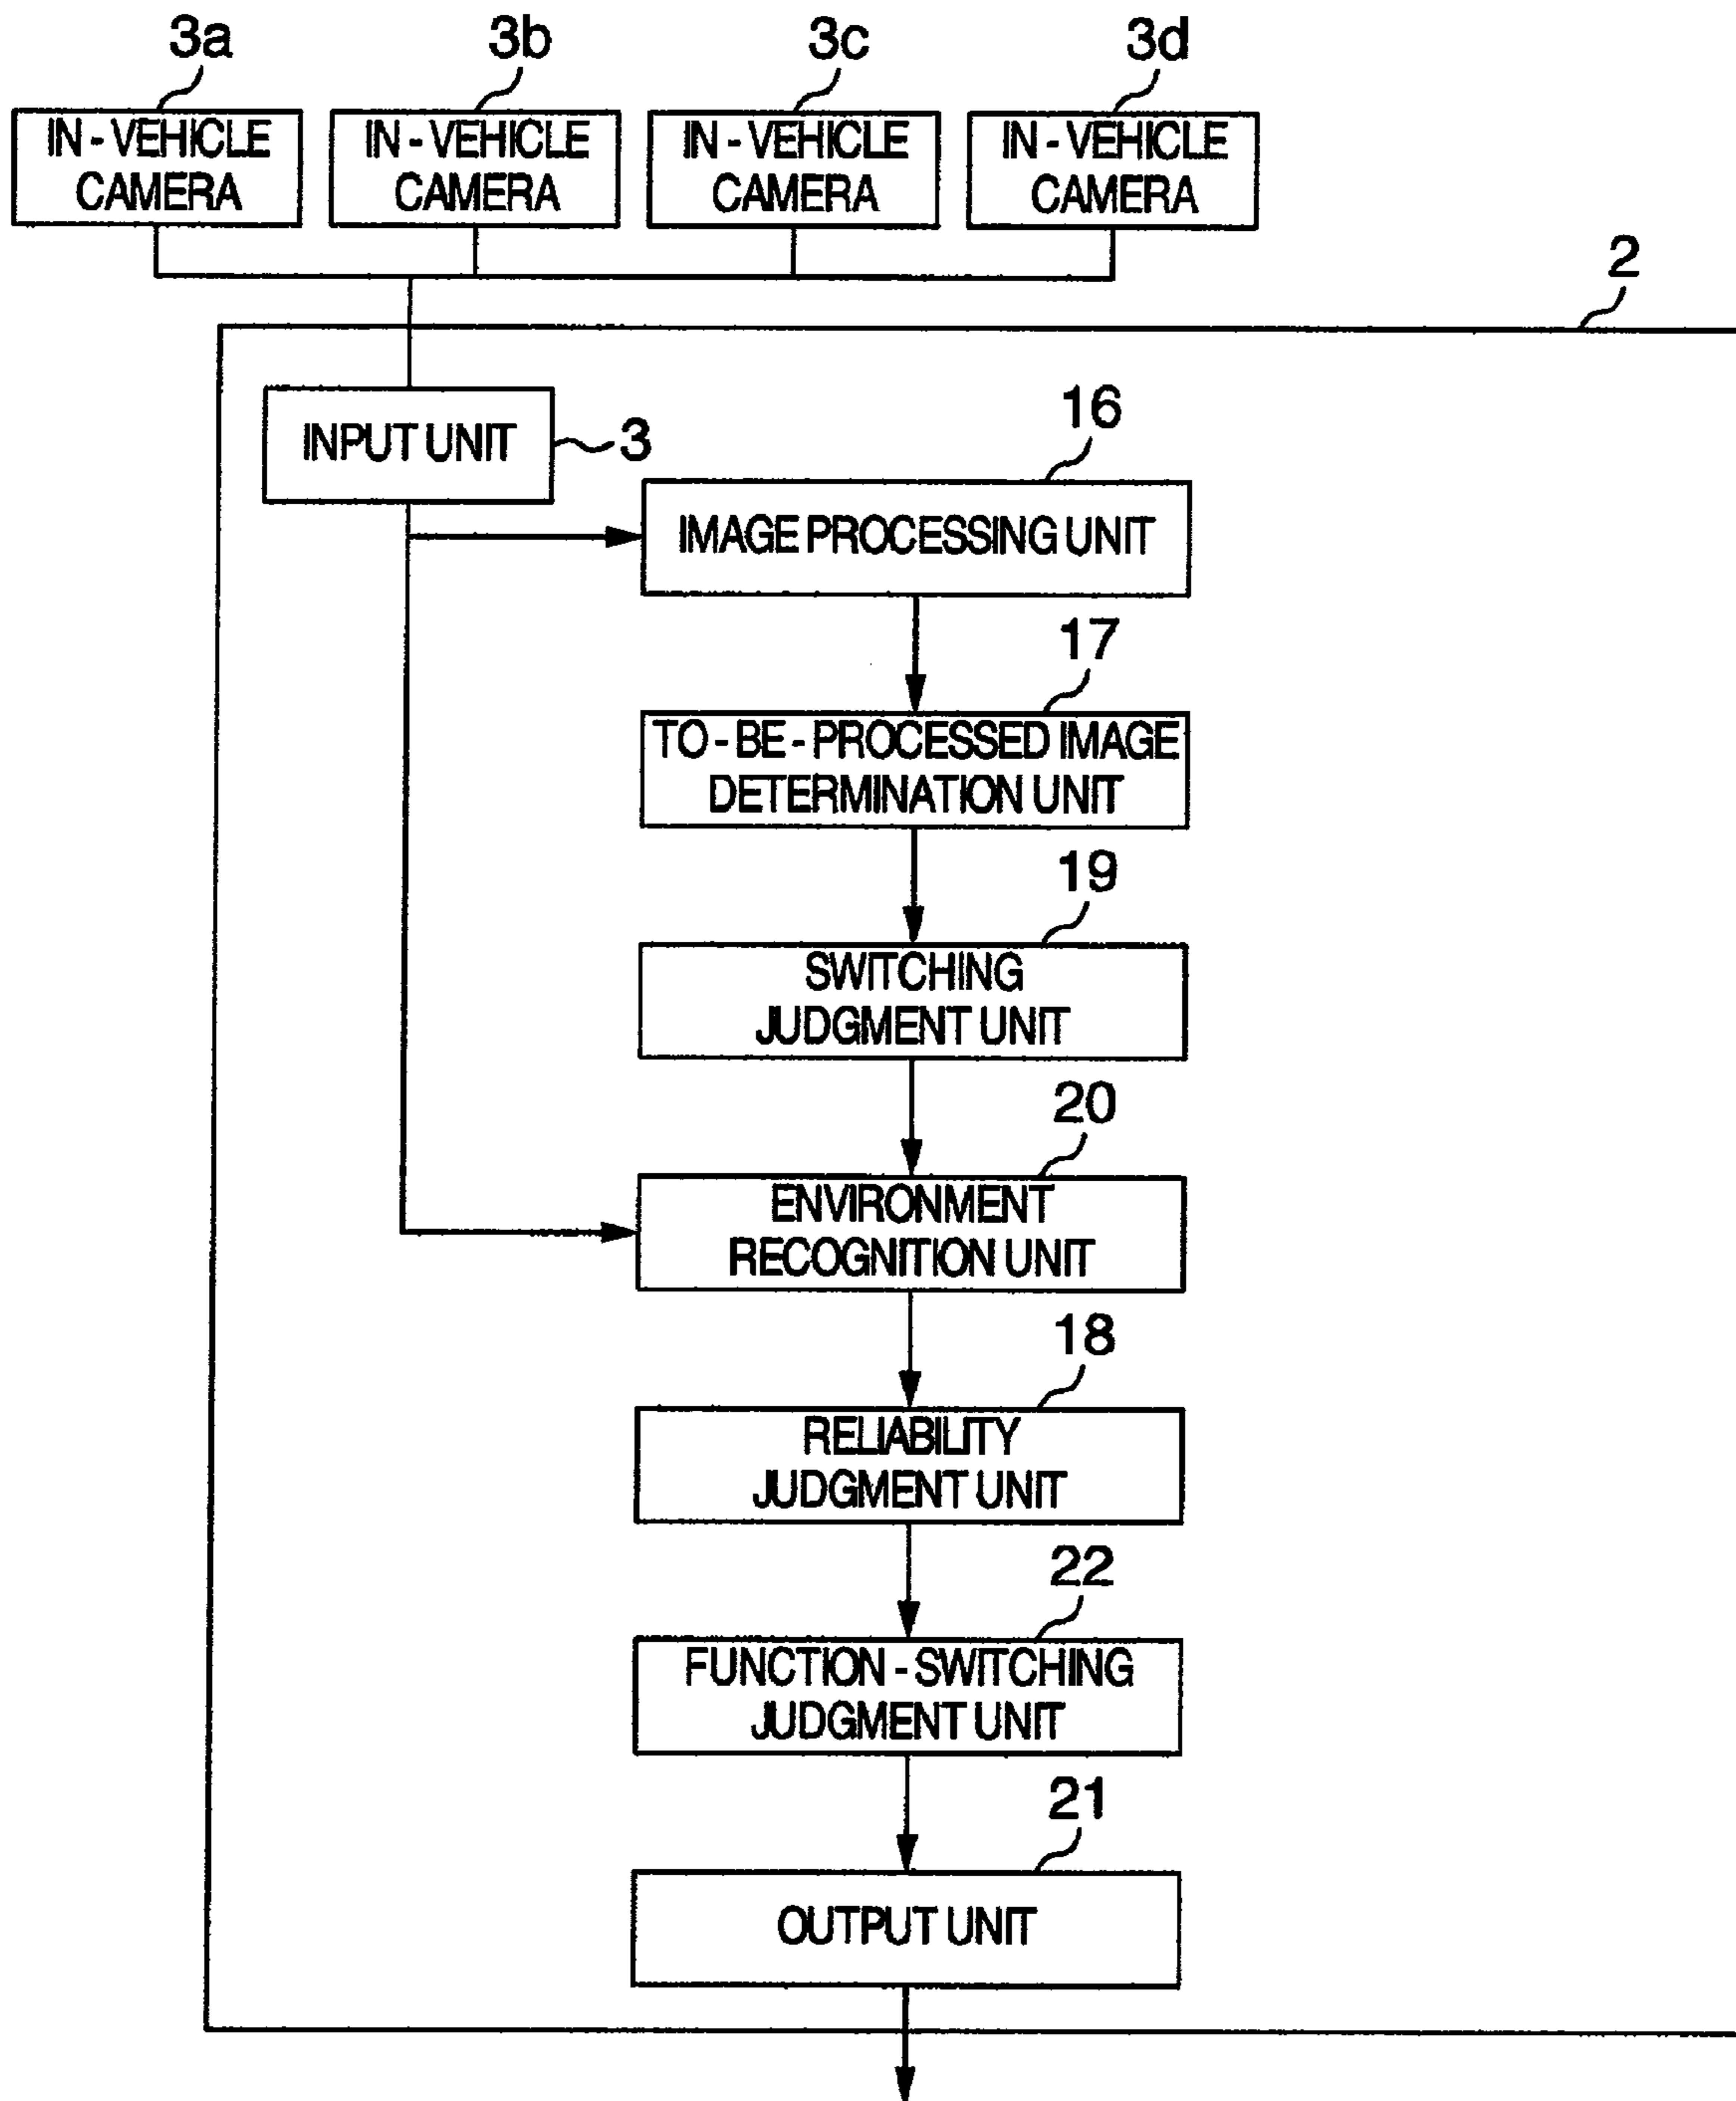 3a
3b
3c
3d
IN - VEHICLE
CAMERA
IN - VEHICLE
CAMERA
IN - VEHICLE
CAMERA
IN - VEHICLE
CAMERA
2
INPUT UNIT
3
16
IMAGE PROCESSING UNIT
17
TO - BE - PROCESSED IMAGE
DETERMINATION UNIT
19
SWITCHING
JUDGMENT UNIT
20
ENVIRONMENT
RECOGNITION UNIT
18
RELIABILITY
JUDGMENT UNIT
22
FUNCTION - SWITCHING
JUDGMENT UNIT
21
OUTPUT UNIT